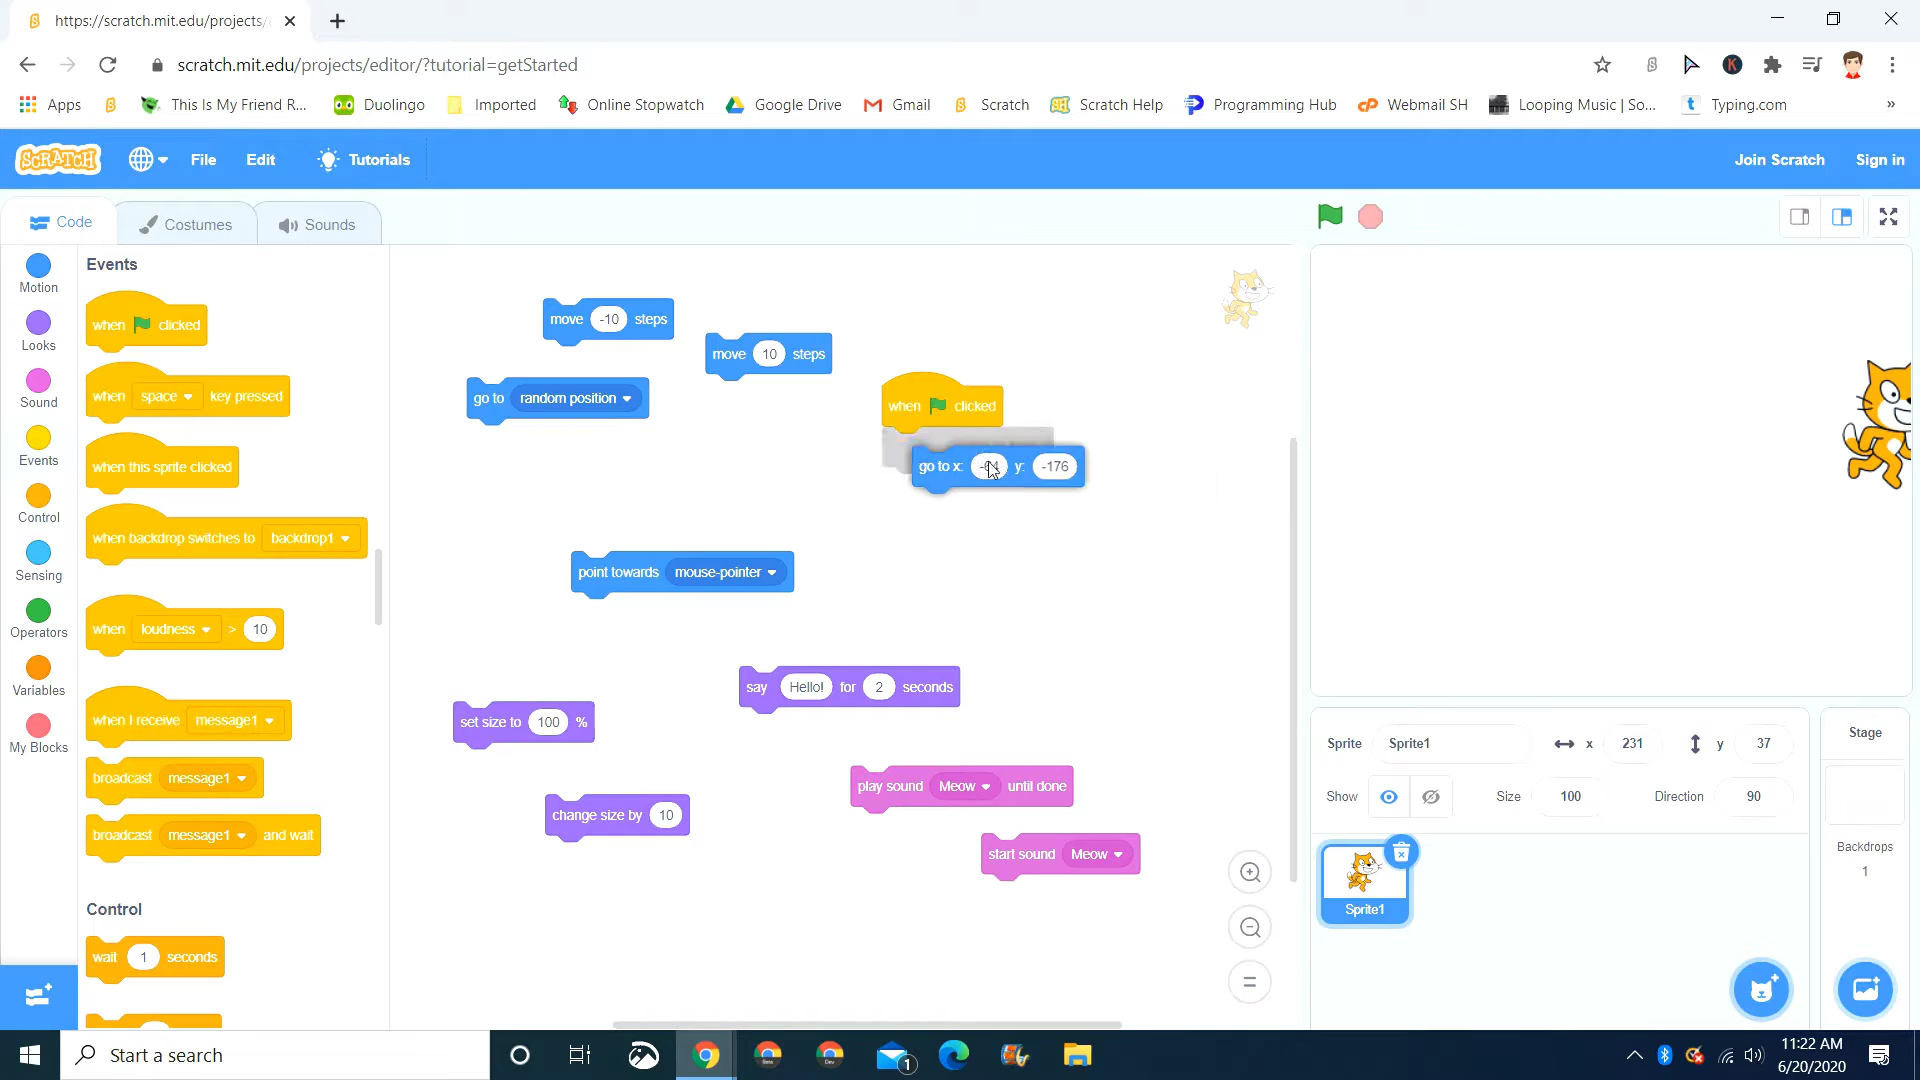 https://scratch.mit.edu/projects/
scratch.mit.edu/projects/editor/?tutorial=getStarted
Apps This Is My Friend R... Duolingo Imported Online Stopwatch Google Drive Gmail Scratch Scratch Help Programming Hub Webmail SH Looping Music | So... Typing.com »
SCRATCH File Edit Tutorials Join Scratch Sign in
Code Costumes Sounds
Motion
Looks
Sound
Events
Control
Sensing
Operators
Variables
My Blocks
Events
when clicked
when space key pressed
when this sprite clicked
when backdrop switches to backdrop1
when loudness > 10
when I receive message1
broadcast message1
broadcast message1 and wait
Control
wait 1 seconds
move -10 steps
move 10 steps
go to random position
when clicked
go to x: y: -176
point towards mouse-pointer
say Hello! for 2 seconds
set size to 100 %
play sound Meow until done
change size by 10
start sound Meow
Sprite Sprite1 x 231 y 37
Show Size 100 Direction 90
Sprite1
Stage
Backdrops
1
Start a search
1
11:22 AM
6/20/2020